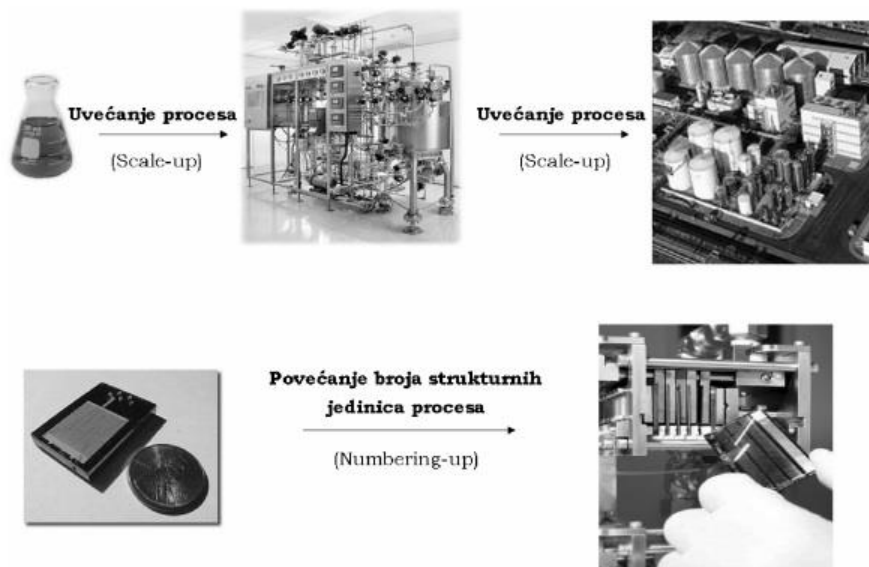 Uvećanje procesa
(Scale-up)
Uvećanje procesa
(Scale-up)
Povećanje broja strukturnih
jedinica procesa
(Numbering-up)